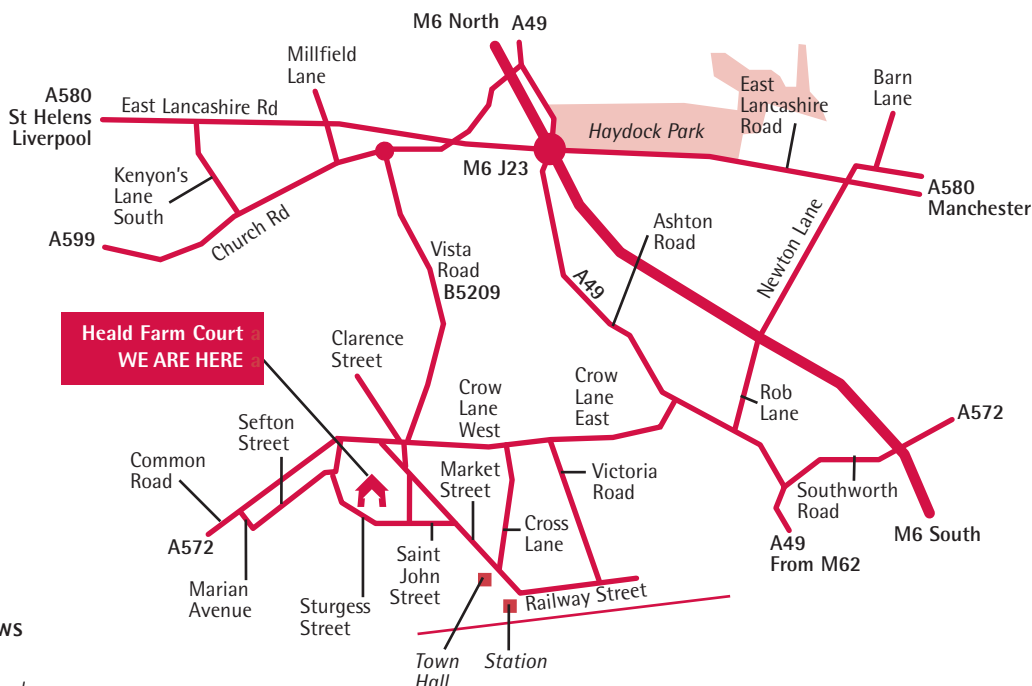 M6 North
A49
Millfield
Lane
A580
St Helens
Liverpool
East Lancashire Rd
Haydock Park
East
Lancashire
Road
Barn
Lane
M6 J23
Kenyon's
Lane
South
A580
Manchester
A599
Church Rd
Vista
Road
B5209
A49
Ashton
Road
Newton Lane
Heald Farm Court a
WE ARE HERE a
Clarence
Street
Crow
Lane
West
Crow
Lane
East
Rob
Lane
A572
Sefton
Street
Common
Road
Market
Street
Victoria
Road
Southworth
Road
M6 South
A572
Cross
Lane
A49
From M62
Marian
Avenue
Sturgess
Street
Saint
John
Street
Railway Street
Town
Hall
Station
ws